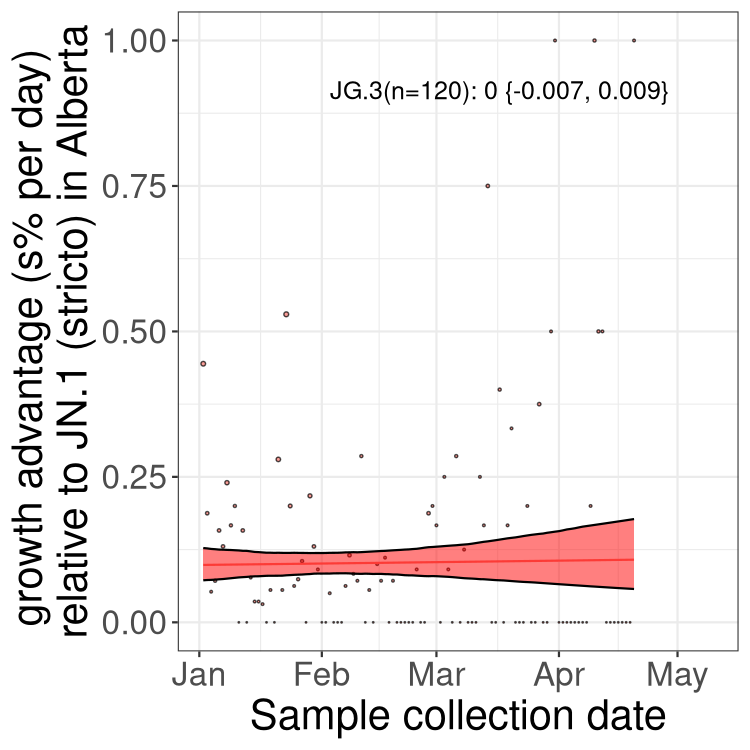 growth advantage (s% per day)
relative to JN.1 (stricto) in Alberta
1.00
0.75
0.50
0.25
0.00
JG.3(n=120): 0 {-0.007, 0.009}
Jan Feb Mar Apr May
Sample collection date